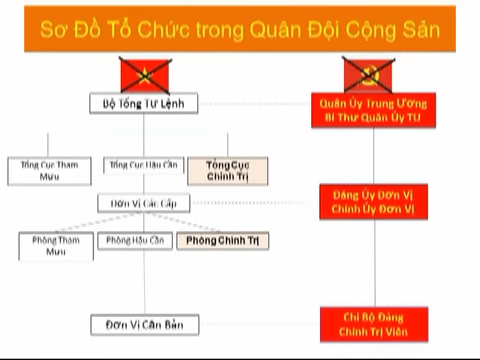 Sơ Đồ Tổ Chức trong Quân Đội Cộng Sản
Bộ Tổng Tư Lệnh
Quân Ủy Trung Ương
Bí Thư Quân Ủy TU
Tổng Cục Tham
Mưu
Tổng Cục Hậu Cần
Tổng Cục
Chính Trị
Đơn Vị Các Cấp
Đảng Ủy Đơn Vị
Chính Ủy Đơn Vị
Phòng Tham
Mưu
Phòng Hậu Cần
Phòng Chính Trị
Đơn Vị Căn Bản
Chi Bộ Đảng
Chính Trị Viên